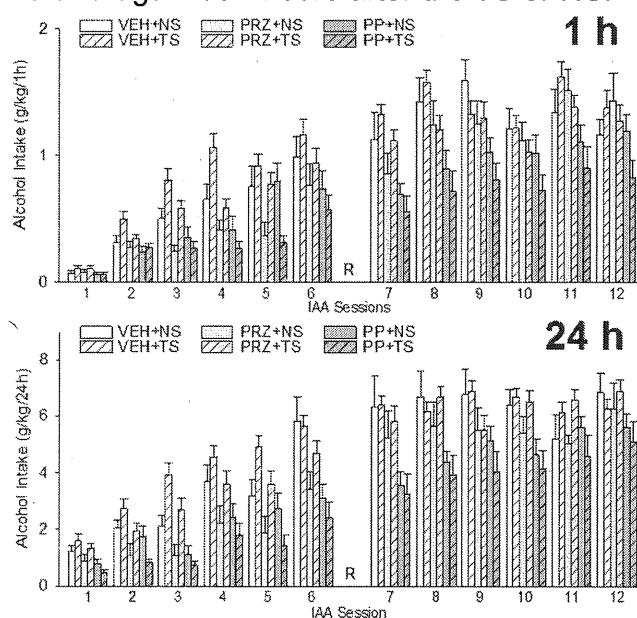 1 h
VEH+NS PRZ+NS PP+NS
VEH+TS PRZ+TS PP+TS
Alcohol Intake (g/kg/1h)
2
1
0
R
1 2 3 4 5 6 7 8 9 10 11 12
IAA Sessions
24 h
VEH+NS PRZ+NS PP+NS
VEH+TS PRZ+TS PP+TS
Alcohol Intake (g/kg/24h)
8
6
4
2
0
R
1 2 3 4 5 6 7 8 9 10 11 12
IAA Session